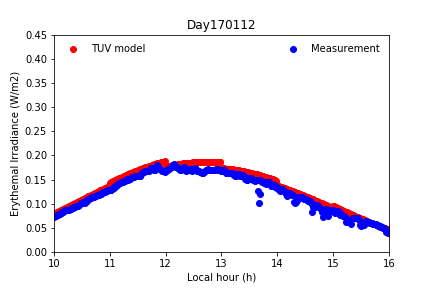 Day170112
TUV model
Measurement
Erythemal Irradiance (W/m2)
0.45
0.40
0.35
0.30
0.25
0.20
0.15
0.10
0.05
0.00
10 11 12 13 14 15 16
Local hour (h)